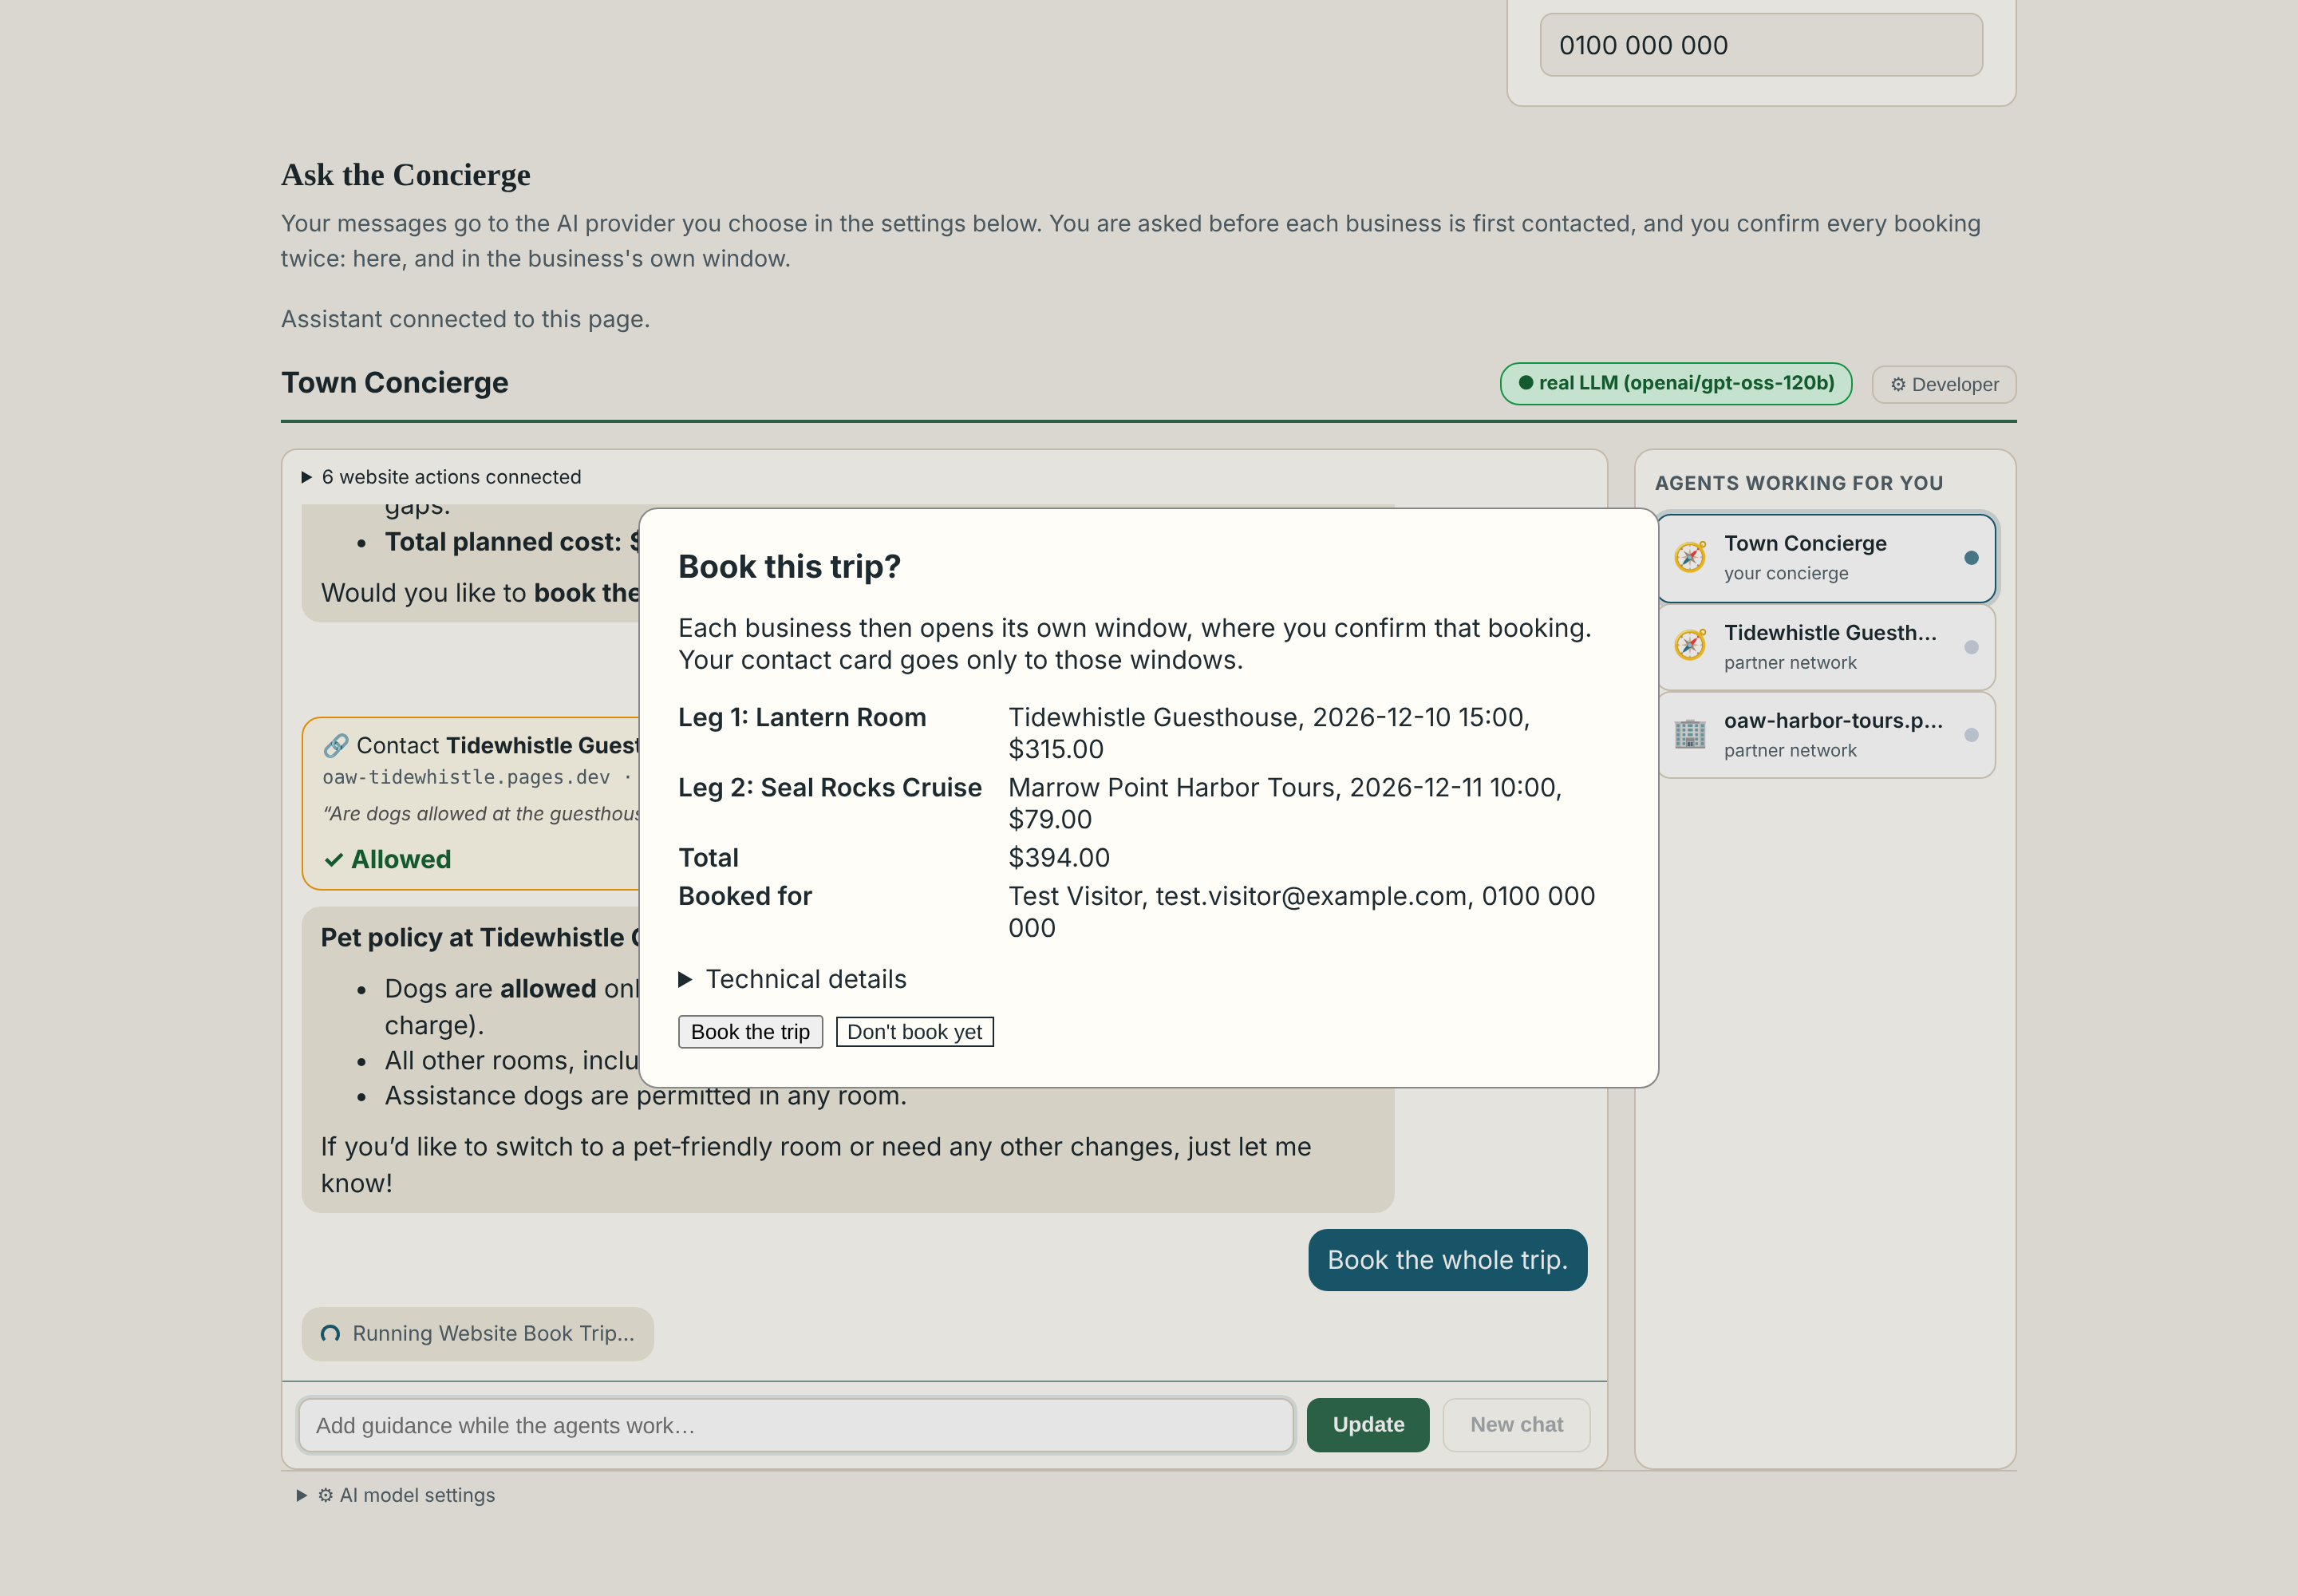 0100 000 000
Ask the Concierge
Your messages go to the AI provider you choose in the settings below. You are asked before each business is first contacted, and you confirm every booking
twice: here, and in the business's own window.
Assistant connected to this page.
Town Concierge
real LLM (openai/gpt-oss-120b)
⚙ Developer
▶ 6 website actions connected
gaps.
• Total planned cost: $
Would you like to book the
🔗 Contact Tidewhistle Guest
oaw-tidewhistle.pages.dev ·
“Are dogs allowed at the guesthous
✓ Allowed
Pet policy at Tidewhistle
• Dogs are allowed onl
charge).
• All other rooms, inclu
• Assistance dogs are permitted in any room.
If you’d like to switch to a pet-friendly room or need any other changes, just let me
know!
Book the whole trip.
Running Website Book Trip…
Add guidance while the agents work…
Update
New chat
▶ ⚙ AI model settings
Book this trip?
Each business then opens its own window, where you confirm that booking.
Your contact card goes only to those windows.
Leg 1: Lantern Room
Tidewhistle Guesthouse, 2026-12-10 15:00,
$315.00
Leg 2: Seal Rocks Cruise
Marrow Point Harbor Tours, 2026-12-11 10:00,
$79.00
Total
$394.00
Booked for
Test Visitor, test.visitor@example.com, 0100 000
000
▶ Technical details
Book the trip
Don't book yet
AGENTS WORKING FOR YOU
Town Concierge
your concierge
Tidewhistle Guesth…
partner network
oaw-harbor-tours.p…
partner network